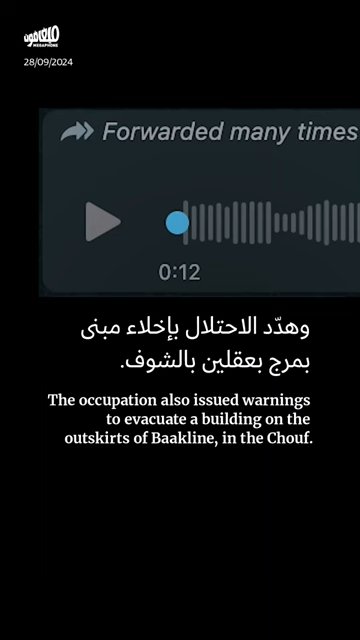 ميغافون
MEGAPHONE
28/09/2024
Forwarded many times
0:12
وهدّد الاحتلال بإخلاء مبنى
بمرج بعقلين بالشوف.
The occupation also issued warnings
to evacuate a building on the
outskirts of Baakline, in the Chouf.